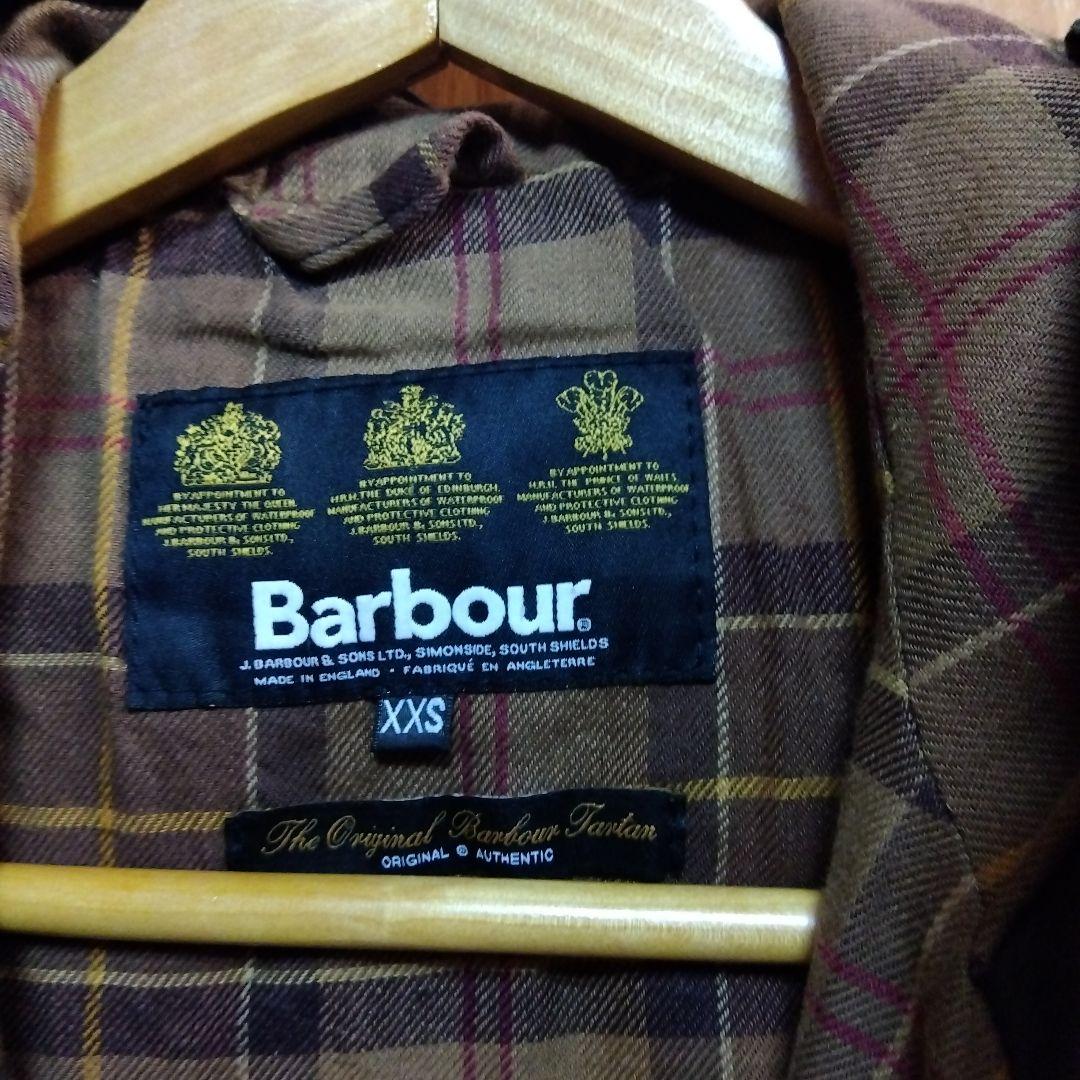 BY APPOINTMENT TO
HER MAJESTY THE QUEEN
MANUFACTURERS OF WATERPROOF
AND PROTECTIVE CLOTHING
J.BARBOUR & SONS LTD.,
SOUTH SHIELDS
BY APPOINTMENT TO
H.R.H. THE DUKE OF EDINBURGH
MANUFACTURERS OF WATERPROOF
AND PROTECTIVE CLOTHING
J.BARBOUR & SONS LTD.,
SOUTH SHIELDS.
BY APPOINTMENT TO
H.R.H. THE PRINCE OF WALES
MANUFACTURERS OF WATERPROOF
AND PROTECTIVE CLOTHING
J.BARBOUR & SONS LTD.,
SOUTH SHIELDS
Barbour®
J. BARBOUR & SONS LTD., SIMONSIDE, SOUTH SHIELDS
MADE IN ENGLAND · FABRIQUÉ EN ANGLETERRE
XXS
The Original Barbour Tartan
ORIGINAL ® AUTHENTIC